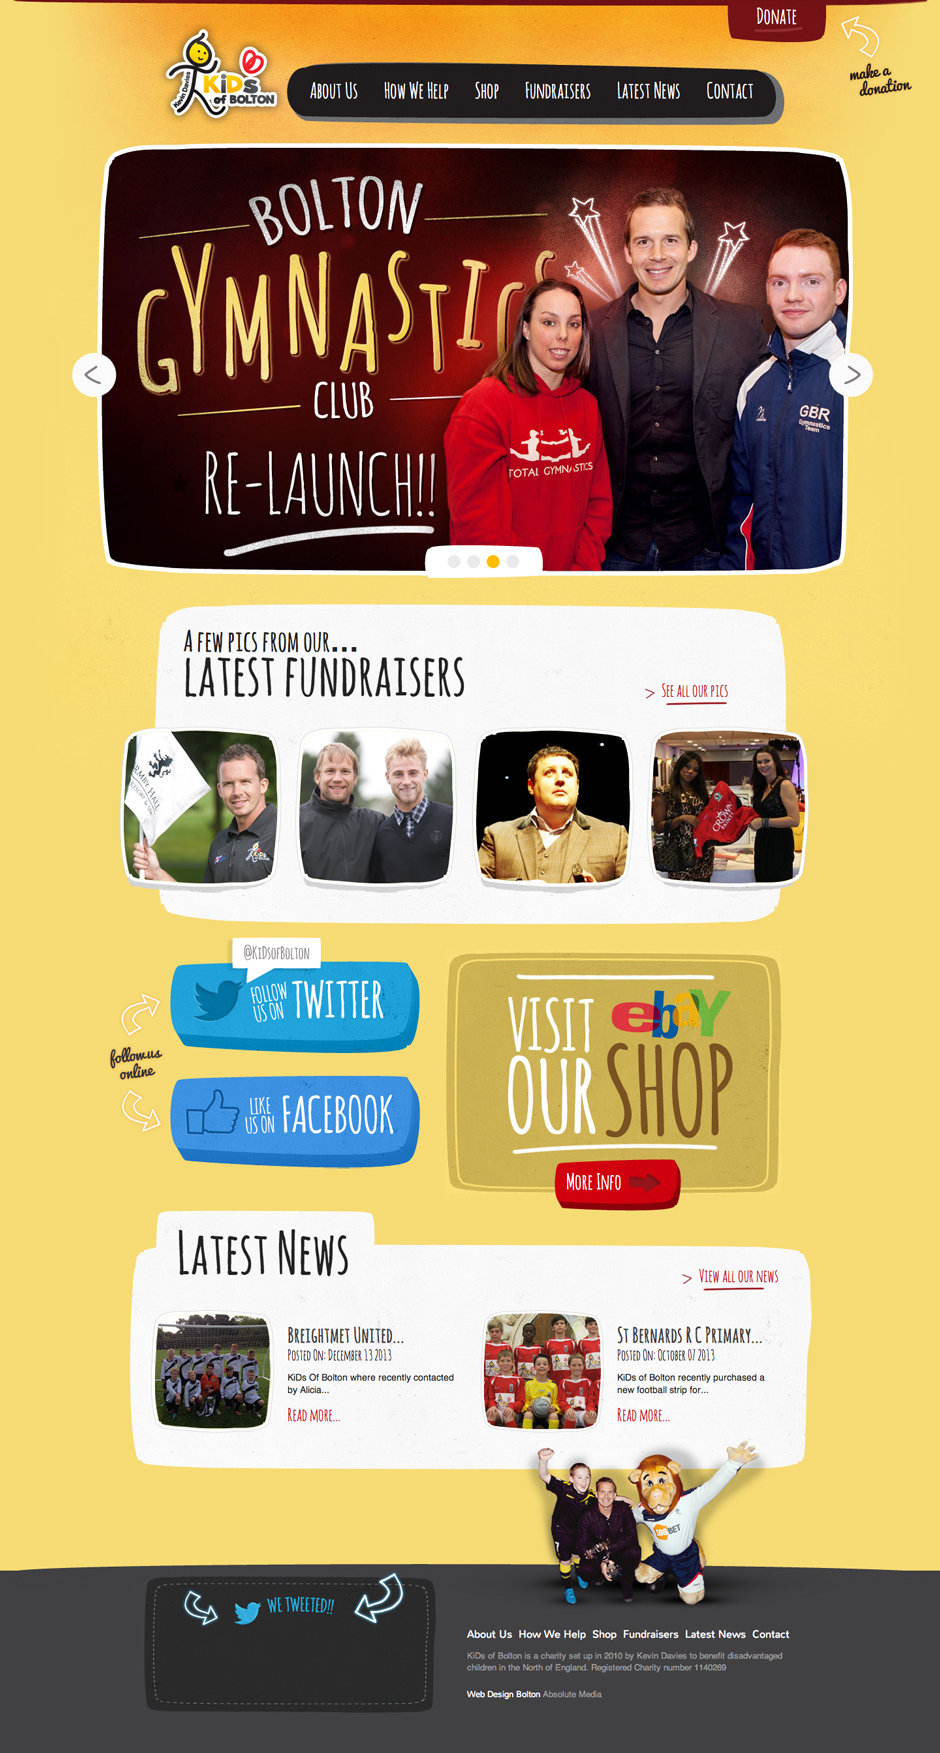 Donate
make a
donation
Kevin Davies
KiDs
of BOLTON
About Us How We Help Shop Fundraisers Latest News Contact
BOLTON
GYMNASTIC
CLUB
RE-LAUNCH!!
TOTAL GYMNASTICS
GBR
Gymnastics
Team
A few pics from our...
Latest Fundraisers
> See all our pics
KiDs
of BOLTON
CROWN
PAINTS
@KiDsofBolton
Follow
us on Twitter
follow us
online
Like
us on Facebook
Visit ebay
our Shop
More Info
Latest News
> View all our news
Breightmet United...
Posted On: December 13 2013
KiDs Of Bolton where recently contacted
by Alicia...
Read more...
St Bernards R C Primary...
Posted On: October 07 2013
KiDs of Bolton recently purchased a
new football strip for...
Read more...
188BET
We Tweeted!!
About Us How We Help Shop Fundraisers Latest News Contact
KiDs of Bolton is a charity set up in 2010 by Kevin Davies to benefit disadvantaged
children in the North of England. Registered Charity number 1140269
Web Design Bolton Absolute Media